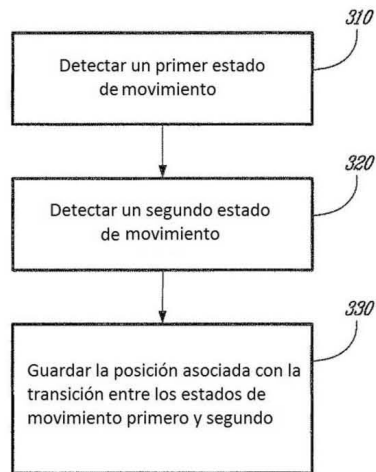 310
Detectar un primer estado
de movimiento
320
Detectar un segundo estado
de movimiento
330
Guardar la posición asociada con la
transición entre los estados de
movimiento primero y segundo